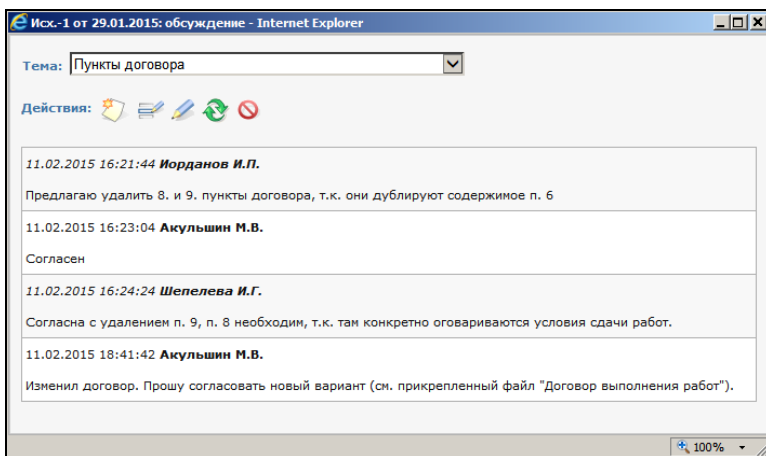 Исх.-1 от 29.01.2015: обсуждение - Internet Explorer
Тема: Пункты договора
Действия:
11.02.2015 16:21:44 Иорданов И.П.
Предлагаю удалить 8. и 9. пункты договора, т.к. они дублируют содержимое п. 6
11.02.2015 16:23:04 Акульшин М.В.
Согласен
11.02.2015 16:24:24 Шепелева И.Г.
Согласна с удалением п. 9, п. 8 необходим, т.к. там конкретно оговариваются условия сдачи работ.
11.02.2015 18:41:42 Акульшин М.В.
Изменил договор. Прошу согласовать новый вариант (см. прикрепленный файл "Договор выполнения работ").
100%